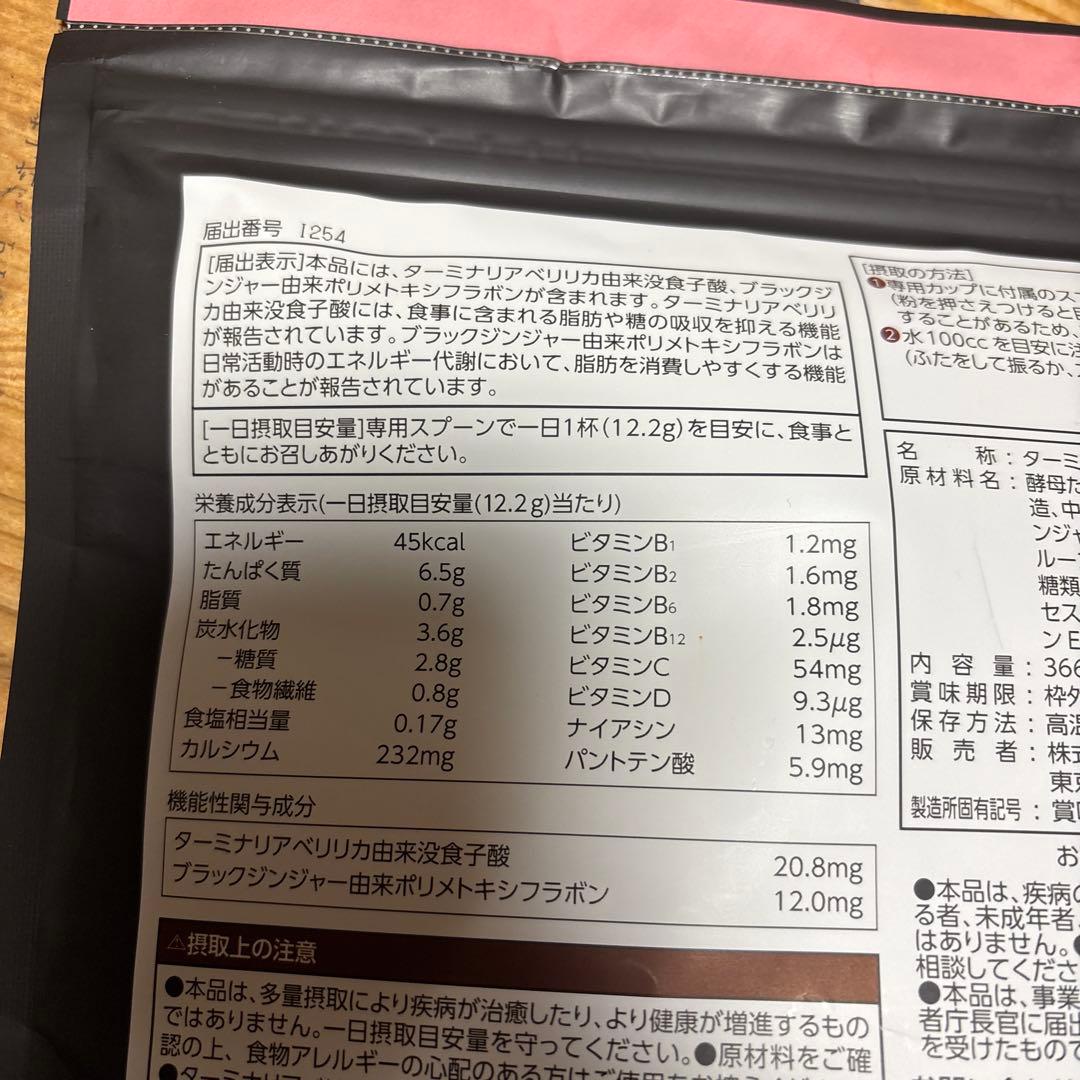 届出番号 I254
[届出表示]本品には、ターミナリアベリリカ由来没食子酸、ブラックジ
ンジャー由来ポリメトキシフラボンが含まれます。ターミナリアベリリ
カ由来没食子酸には、食事に含まれる脂肪や糖の吸収を抑える機能
が報告されています。ブラックジンジャー由来ポリメトキシフラボンは
日常活動時のエネルギー代謝において、脂肪を消費しやすくする機能
があることが報告されています。
[一日摂取目安量]専用スプーンで一日1杯(12.2g)を目安に、食事と
ともにお召しあがりください。
栄養成分表示(一日摂取目安量(12.2g)当たり)
エネルギー 45kcal
たんぱく質 6.5g
脂質 0.7g
炭水化物 3.6g
－糖質 2.8g
－食物繊維 0.8g
食塩相当量 0.17g
カルシウム 232mg
ビタミンB1 1.2mg
ビタミンB2 1.6mg
ビタミンB6 1.8mg
ビタミンB12 2.5μg
ビタミンC 54mg
ビタミンD 9.3μg
ナイアシン 13mg
パントテン酸 5.9mg
機能性関与成分
ターミナリアベリリカ由来没食子酸 20.8mg
ブラックジンジャー由来ポリメトキシフラボン 12.0mg
⚠摂取上の注意
●本品は、多量摂取により疾病が治癒したり、より健康が増進するもの
ではありません。一日摂取目安量を守ってください。●原材料をご確
認の上、食物アレルギーの心配のある方はご使用をお控えください
[摂取の方法]
❶専用カップに付属のス
(粉を押さえつけると
することがあるため、
❷水100ccを目安に
(ふたをして振るか、
名 称：ターミ
原材料名：酵母
造、中
ンジャ
ルー
糖類
セス
ンE
内容量：366
賞味期限：枠外
保存方法：高温
販売者：株式
東京
製造所固有記号：賞
お
●本品は、疾病の
る者、未成年者
はありません。
相談してくださ
●本品は、事業
者庁長官に届出
を受けたもので